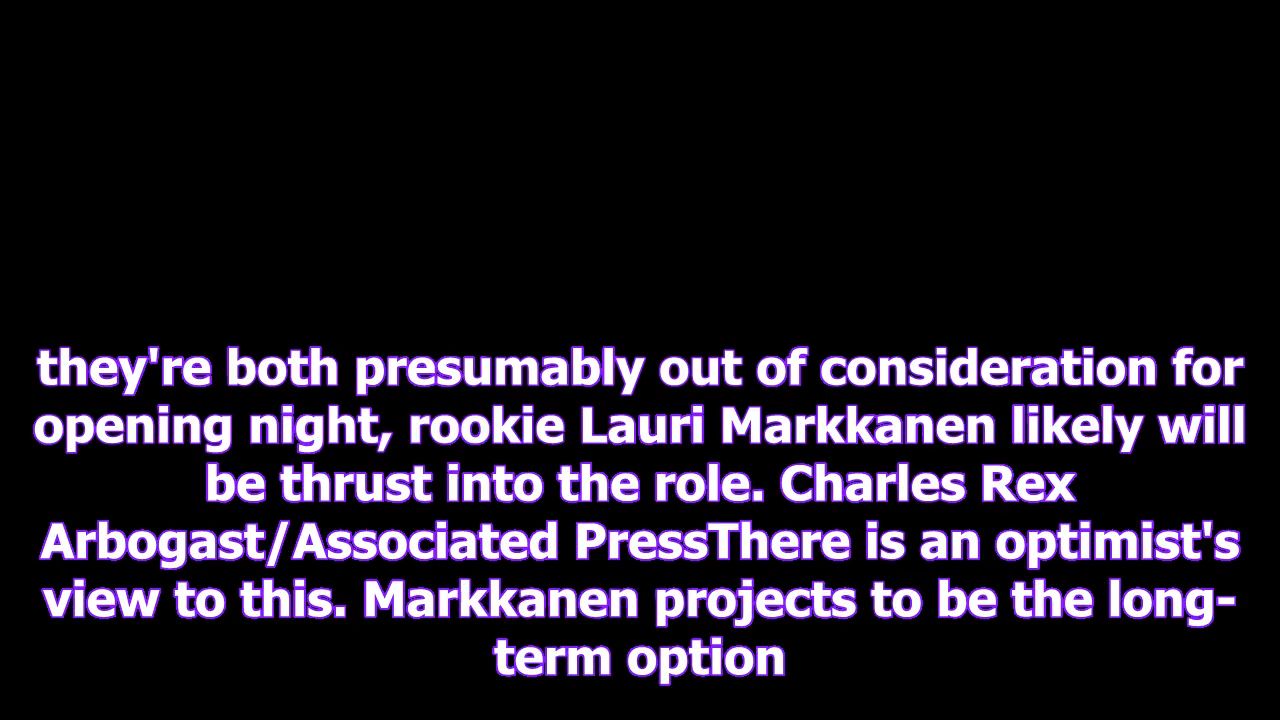 they're both presumably out of consideration for
opening night, rookie Lauri Markkanen likely will
be thrust into the role. Charles Rex
Arbogast/Associated PressThere is an optimist's
view to this. Markkanen projects to be the long-
term option